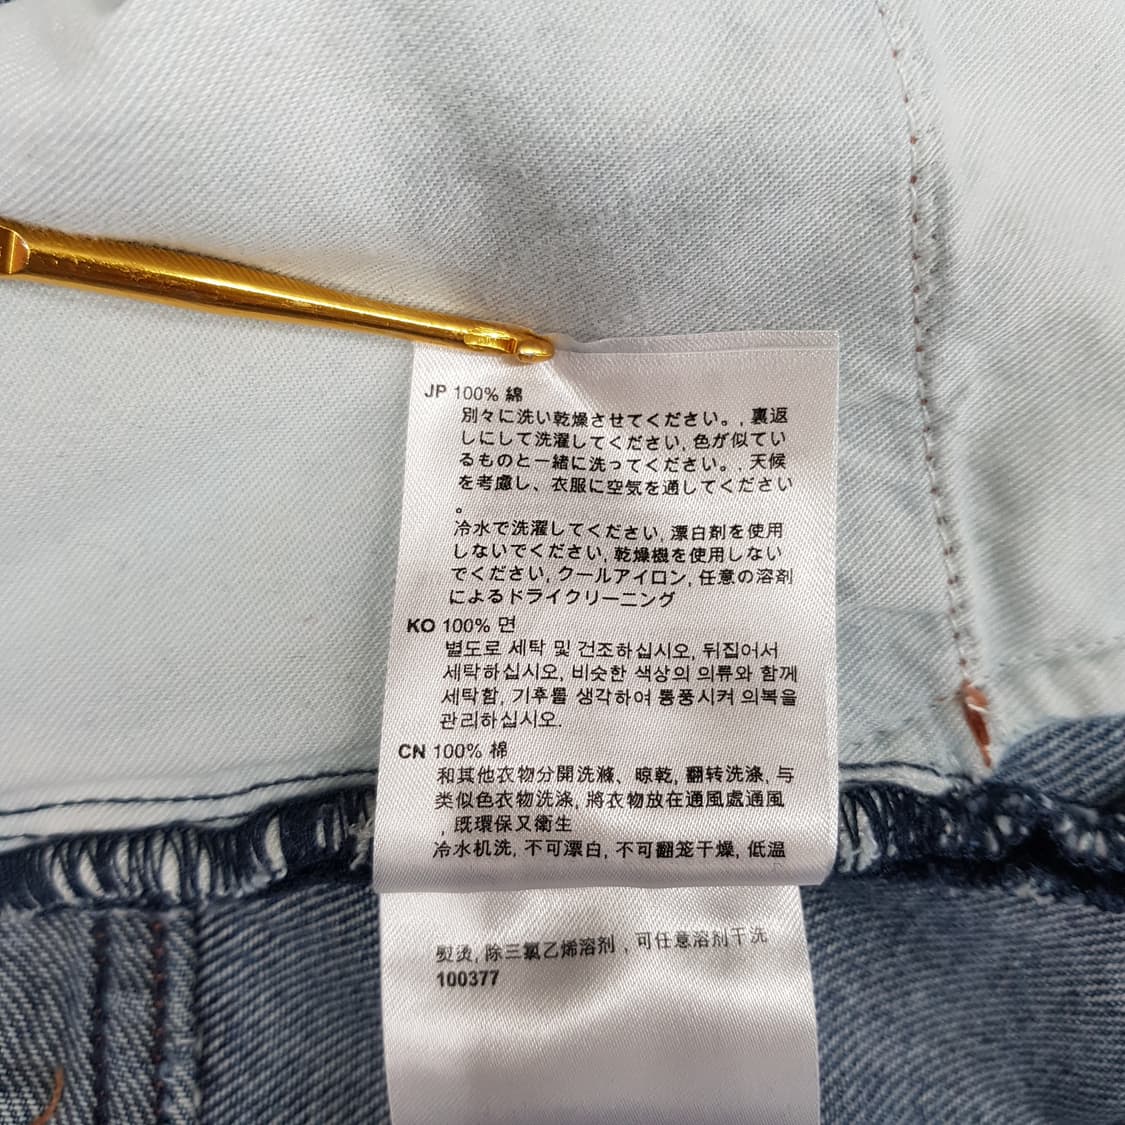 JP 100% 綿
別々に洗い乾燥させてください。, 裏返
しにして洗濯してください, 色が似てい
るものと一緒に洗ってください。, 天候
を考慮し、衣服に空気を通してください
。
冷水で洗濯してください, 漂白剤を使用
しないでください, 乾燥機を使用しない
でください, クールアイロン, 任意の溶剤
によるドライクリーニング
KO 100% 면
별도로 세탁 및 건조하십시오, 뒤집어서
세탁하십시오, 비슷한 색상의 의류와 함께
세탁함, 기후를 생각하여 통풍시켜 의복을
관리하십시오.
CN 100% 棉
和其他衣物分開洗滌、晾乾, 翻转洗涤, 与
类似色衣物洗涤, 將衣物放在通風處通風
, 既環保又衛生
冷水机洗, 不可漂白, 不可翻笼干燥, 低温
熨烫, 除三氯乙烯溶剂，可任意溶剂干洗
100377